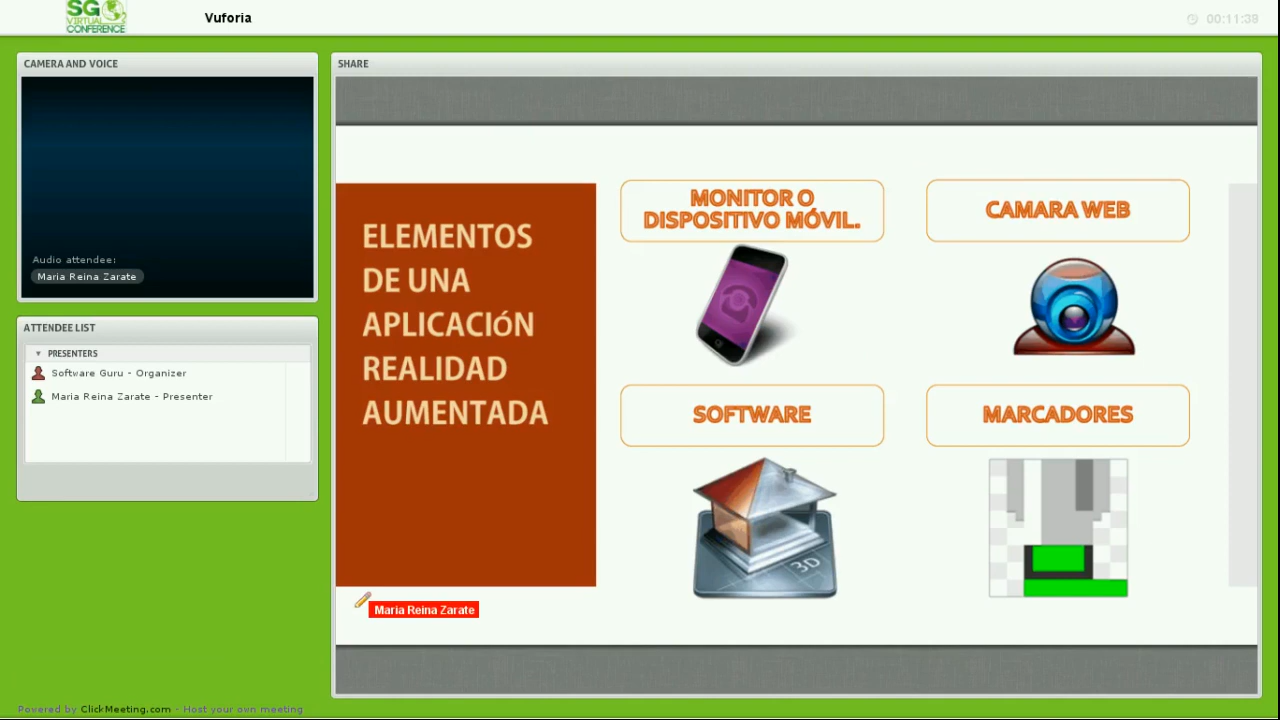 SG
VIRTUAL
CONFERENCE
Vuforia
00:11:38
CAMERA AND VOICE
Audio attendee:
Maria Reina Zarate
ATTENDEE LIST
PRESENTERS
Software Guru - Organizer
Maria Reina Zarate - Presenter
SHARE
ELEMENTOS
DE UNA
APLICACIÓN
REALIDAD
AUMENTADA
MONITOR O
DISPOSITIVO MÓVIL.
CAMARA WEB
SOFTWARE
MARCADORES
3D
Maria Reina Zarate
Powered by ClickMeeting.com - Host your own meeting